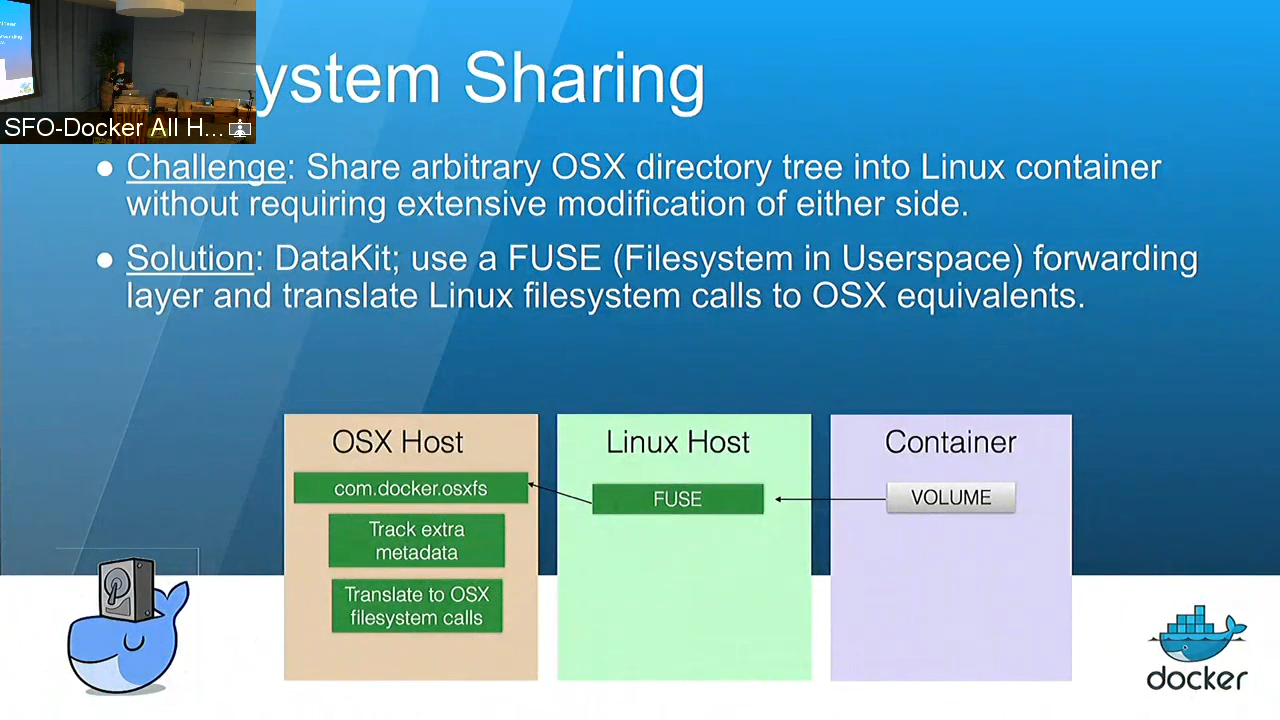 ystem Sharing
SFO-Docker All H...
● Challenge: Share arbitrary OSX directory tree into Linux container
without requiring extensive modification of either side.
● Solution: DataKit; use a FUSE (Filesystem in Userspace) forwarding
layer and translate Linux filesystem calls to OSX equivalents.
OSX Host
com.docker.osxfs
Track extra
metadata
Translate to OSX
filesystem calls
Linux Host
FUSE
Container
VOLUME
docker